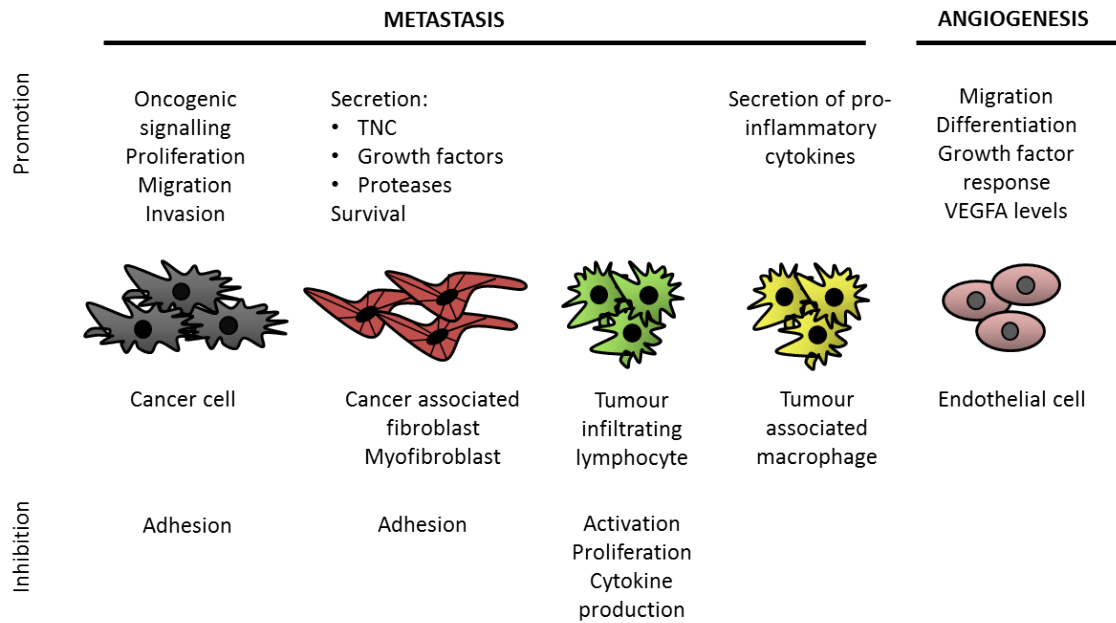 METASTASIS
ANGIOGENESIS
Promotion
Oncogenic
signalling
Proliferation
Migration
Invasion
Secretion:
• TNC
• Growth factors
• Proteases
Survival
Secretion of pro-
inflammatory
cytokines
Migration
Differentiation
Growth factor
response
VEGFA levels
Cancer cell
Cancer associated
fibroblast
Myofibroblast
Tumour
infiltrating
lymphocyte
Tumour
associated
macrophage
Endothelial cell
Inhibition
Adhesion
Adhesion
Activation
Proliferation
Cytokine
production